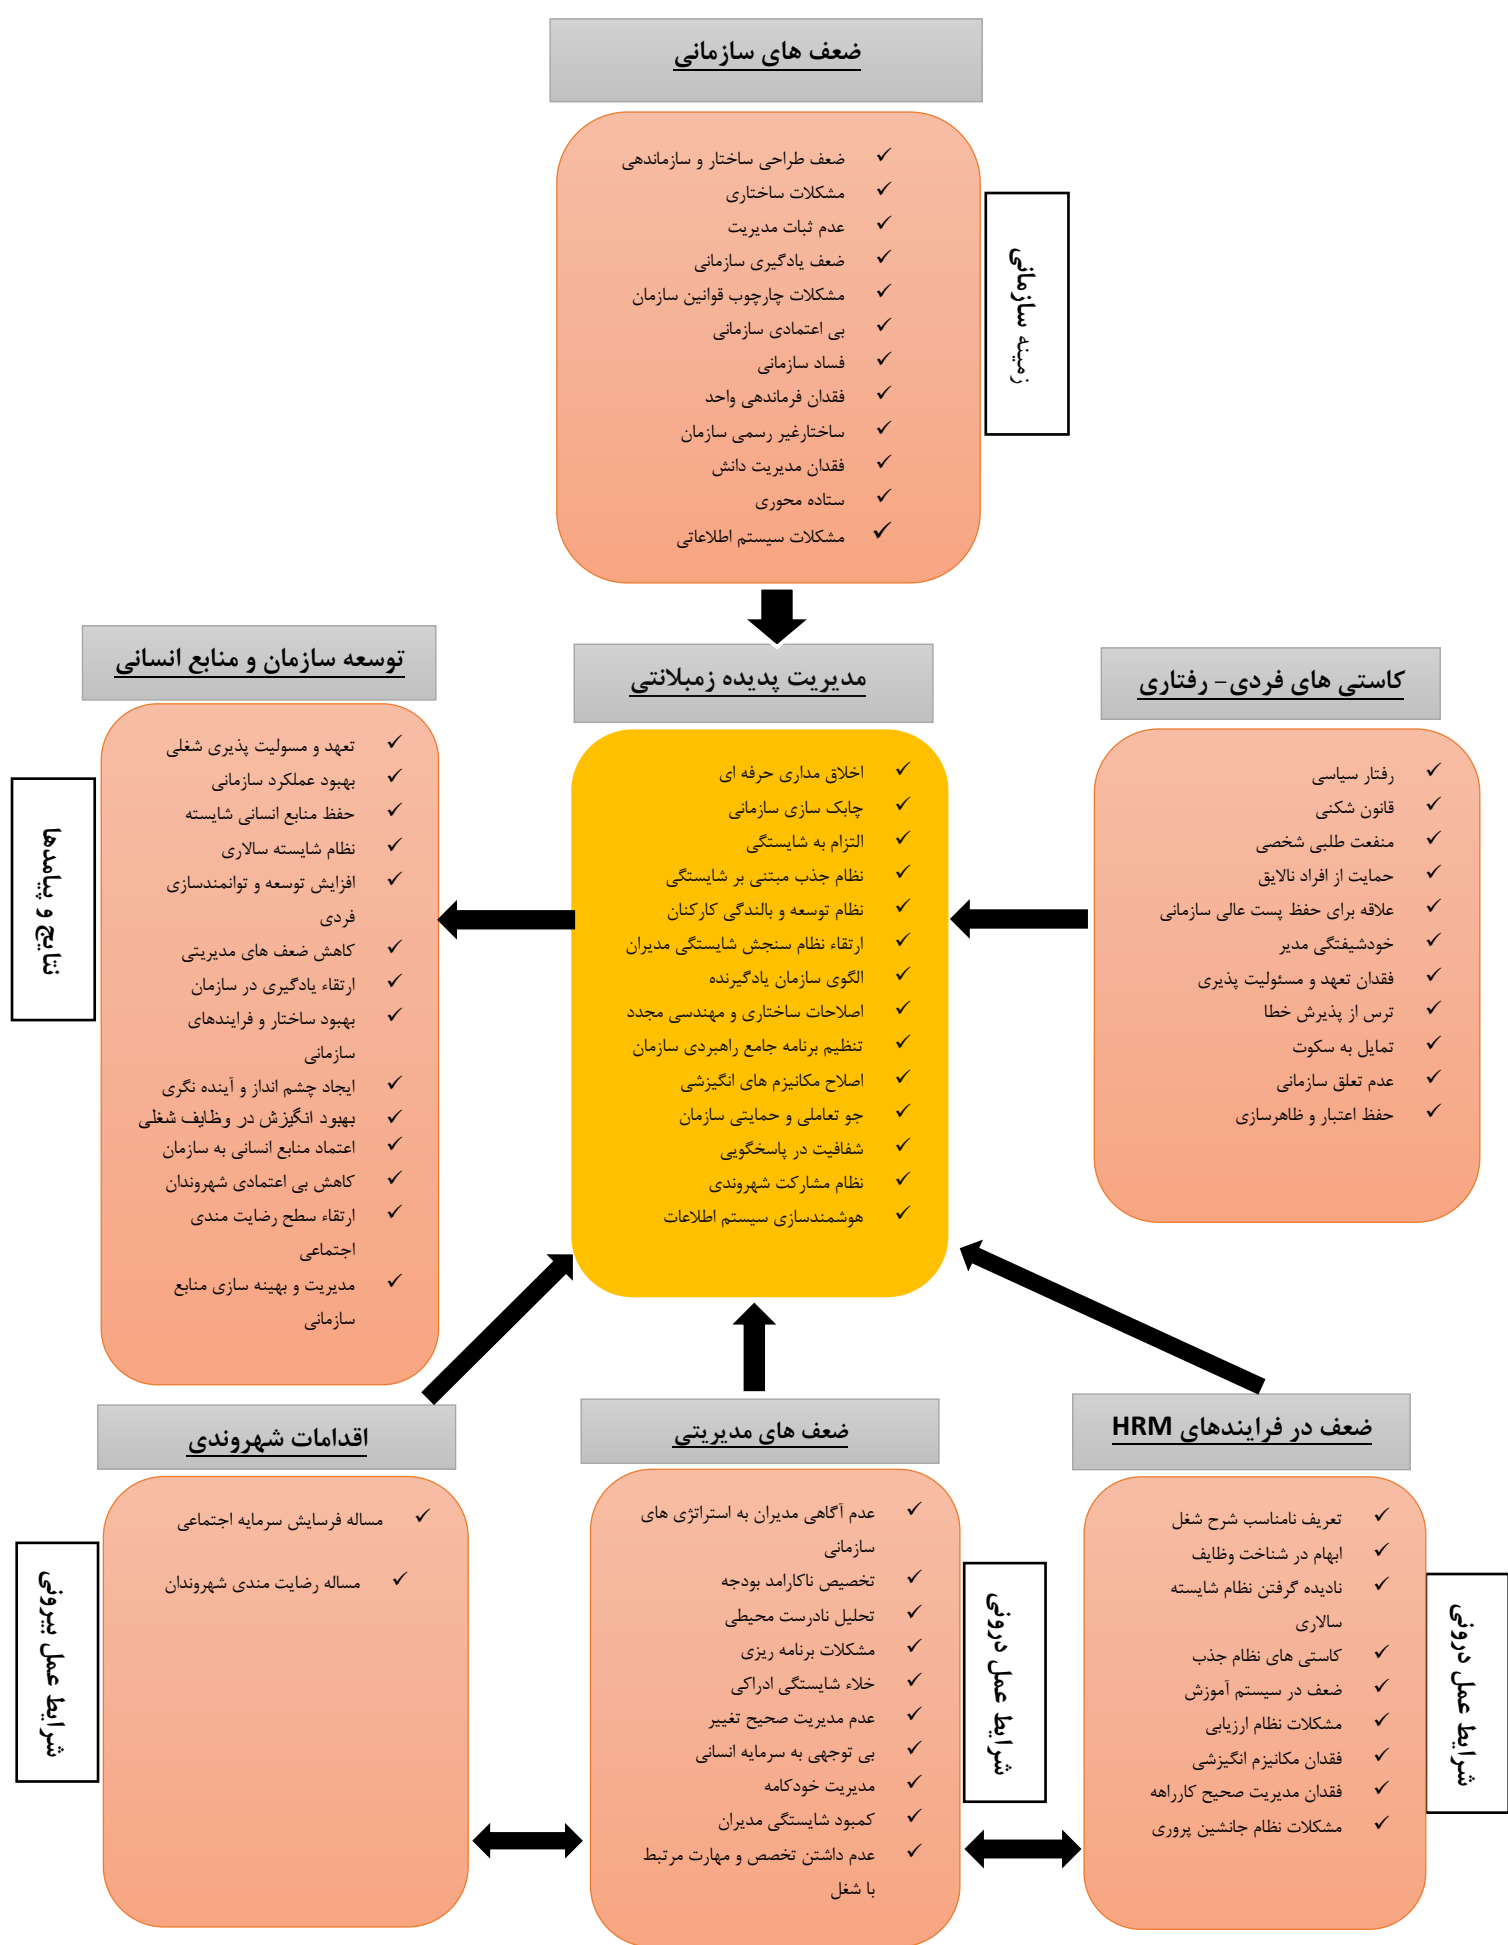 ضعف های سازمانی
ضعف طراحی ساختار و سازماندهی
مشکلات ساختاری
عدم ثبات مدیریت
ضعف یادگیری سازمانی
مشکلات چارچوب قوانین سازمان
بی اعتمادی سازمانی
فساد سازمانی
فقدان فرماندهی واحد
ساختارغیر رسمی سازمان
فقدان مدیریت دانش
ستاده محوری
مشکلات سیستم اطلاعاتی
زمینه سازمانی
کاستی های فردی- رفتاری
رفتار سیاسی
قانون شکنی
منفعت طلبی شخصی
حمایت از افراد نالایق
علاقه برای حفظ پست عالی سازمانی
خودشیفتگی مدیر
فقدان تعهد و مسئولیت پذیری
ترس از پذیرش خطا
تمایل به سکوت
عدم تعلق سازمانی
حفظ اعتبار و ظاهرسازی
مدیریت پدیده زمبلانتی
اخلاق مداری حرفه ای
چابک سازی سازمانی
التزام به شایستگی
نظام جذب مبتنی بر شایستگی
نظام توسعه و بالندگی کارکنان
ارتقاء نظام سنجش شایستگی مدیران
الگوی سازمان یادگیرنده
اصلاحات ساختاری و مهندسی مجدد
تنظیم برنامه جامع راهبردی سازمان
اصلاح مکانیزم های انگیزشی
جو تعاملی و حمایتی سازمان
شفافیت در پاسخگویی
نظام مشارکت شهروندی
هوشمندسازی سیستم اطلاعات
توسعه سازمان و منابع انسانی
تعهد و مسولیت پذیری شغلی
بهبود عملکرد سازمانی
حفظ منابع انسانی شایسته
نظام شایسته سالاری
افزایش توسعه و توانمندسازی
فردی
کاهش ضعف های مدیریتی
ارتقاء یادگیری در سازمان
بهبود ساختار و فرایندهای
سازمانی
ایجاد چشم انداز و آینده نگری
بهبود انگیزش در وظایف شغلی
اعتماد منابع انسانی به سازمان
کاهش بی اعتمادی شهروندان
ارتقاء سطح رضایت مندی
اجتماعی
مدیریت و بهینه سازی منابع
سازمانی
نتایج و پیامدها
ضعف در فرایندهای HRM
تعریف نامناسب شرح شغل
ابهام در شناخت وظایف
نادیده گرفتن نظام شایسته
سالاری
کاستی های نظام جذب
ضعف در سیستم آموزش
مشکلات نظام ارزیابی
فقدان مکانیزم انگیزشی
فقدان مدیریت صحیح کارراهه
مشکلات نظام جانشین پروری
شرایط عمل درونی
ضعف های مدیریتی
عدم آگاهی مدیران به استراتژی های
سازمانی
تخصیص ناکارامد بودجه
تحلیل نادرست محیطی
مشکلات برنامه ریزی
خلاء شایستگی ادراکی
عدم مدیریت صحیح تغییر
بی توجهی به سرمایه انسانی
مدیریت خودکامه
کمبود شایستگی مدیران
عدم داشتن تخصص و مهارت مرتبط
با شغل
شرایط عمل درونی
اقدامات شهروندی
مساله فرسایش سرمایه اجتماعی
مساله رضایت مندی شهروندان
شرایط عمل بیرونی